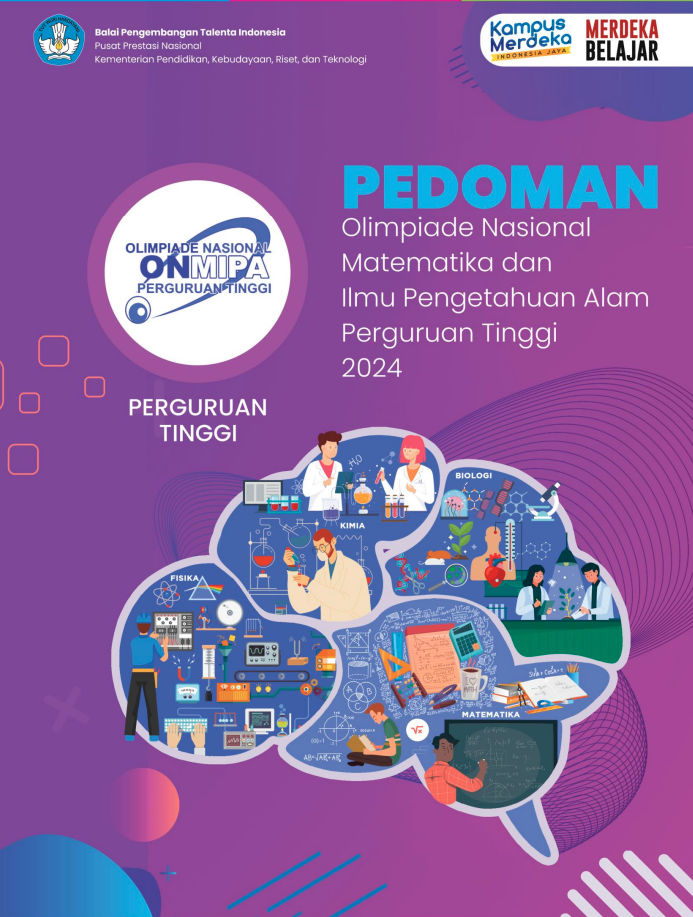 Balai Pengembangan Talenta Indonesia
Pusat Prestasi Nasional
Kementerian Pendidikan, Kebudayaan, Riset, dan Teknologi
Kampus
Merdeka
INDONESIA JAYA
MERDEKA
BELAJAR
PEDOMAN
Olimpiade Nasional
Matematika dan
Ilmu Pengetahuan Alam
Perguruan Tinggi
2024
OLIMPIADE NASIONAL
ONMIPA
PERGURUAN TINGGI
PERGURUAN
TINGGI
BIOLOGI
H₂O
KIMIA
FISIKA
MATEMATIKA